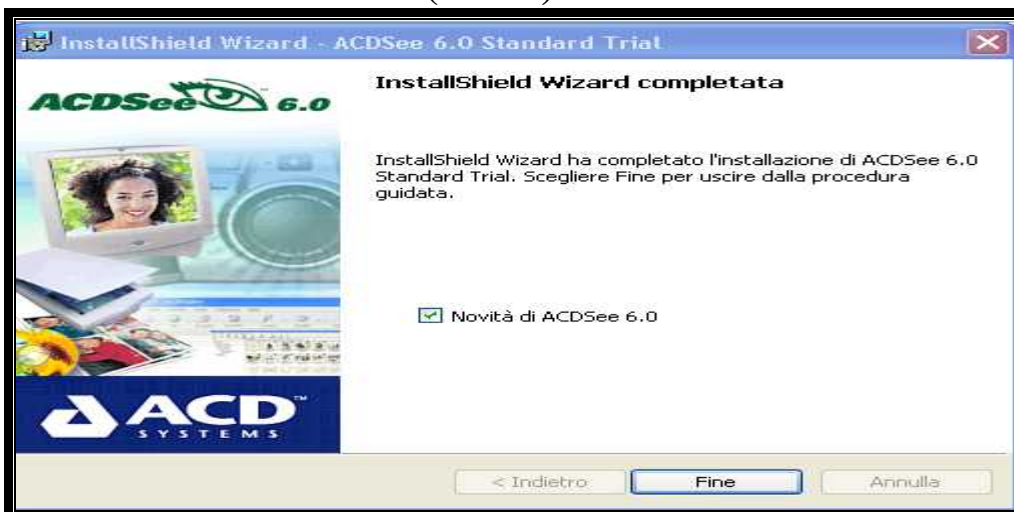 InstallShield Wizard - ACDSee 6.0 Standard Trial
ACDSee 6.0
InstallShield Wizard completata
InstallShield Wizard ha completato l'installazione di ACDSee 6.0
Standard Trial. Scegliere Fine per uscire dalla procedura
guidata.
Novità di ACDSee 6.0
ACD™
SYSTEMS
< Indietro
Fine
Annulla